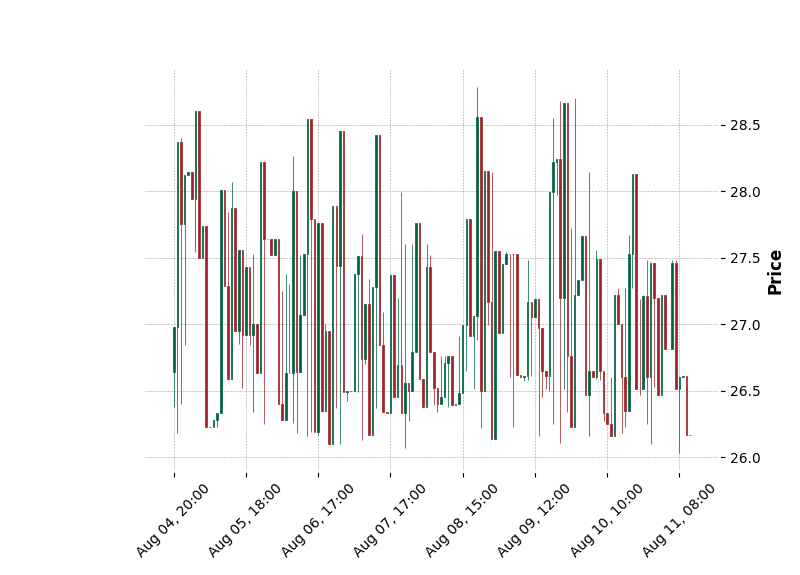 28.5
28.0
27.5
27.0
26.5
26.0
Price
Aug 04, 20:00
Aug 05, 18:00
Aug 06, 17:00
Aug 07, 17:00
Aug 08, 15:00
Aug 09, 12:00
Aug 10, 10:00
Aug 11, 08:00